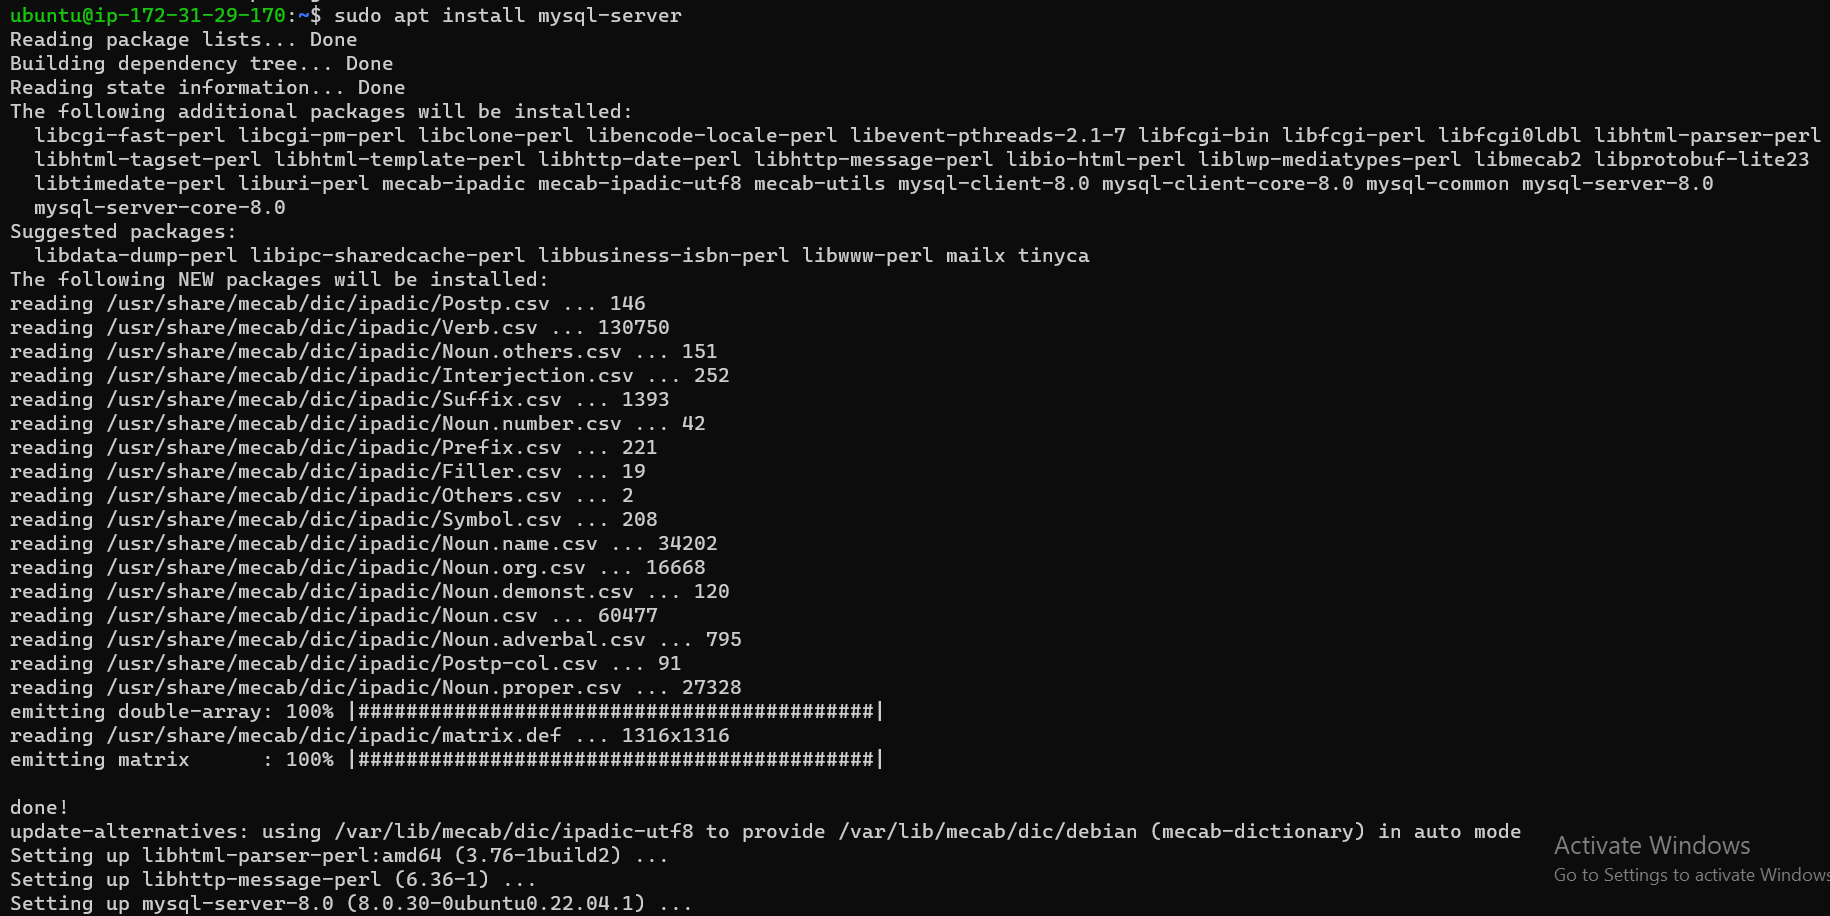 ubuntu@ip-172-31-29-170:~$ sudo apt install mysql-server
Reading package lists... Done
Building dependency tree... Done
Reading state information... Done
The following additional packages will be installed:
  libcgi-fast-perl libcgi-pm-perl libclone-perl libencode-locale-perl libevent-pthreads-2.1-7 libfcgi-bin libfcgi-perl libfcgi0ldbl libhtml-parser-perl
  libhtml-tagset-perl libhtml-template-perl libhttp-date-perl libhttp-message-perl libio-html-perl liblwp-mediatypes-perl libmecab2 libprotobuf-lite23
  libtimedate-perl liburi-perl mecab-ipadic mecab-ipadic-utf8 mecab-utils mysql-client-8.0 mysql-client-core-8.0 mysql-common mysql-server-8.0
  mysql-server-core-8.0
Suggested packages:
  libdata-dump-perl libipc-sharedcache-perl libbusiness-isbn-perl libwww-perl mailx tinyca
The following NEW packages will be installed:
reading /usr/share/mecab/dic/ipadic/Postp.csv ... 146
reading /usr/share/mecab/dic/ipadic/Verb.csv ... 130750
reading /usr/share/mecab/dic/ipadic/Noun.others.csv ... 151
reading /usr/share/mecab/dic/ipadic/Interjection.csv ... 252
reading /usr/share/mecab/dic/ipadic/Suffix.csv ... 1393
reading /usr/share/mecab/dic/ipadic/Noun.number.csv ... 42
reading /usr/share/mecab/dic/ipadic/Prefix.csv ... 221
reading /usr/share/mecab/dic/ipadic/Filler.csv ... 19
reading /usr/share/mecab/dic/ipadic/Others.csv ... 2
reading /usr/share/mecab/dic/ipadic/Symbol.csv ... 208
reading /usr/share/mecab/dic/ipadic/Noun.name.csv ... 34202
reading /usr/share/mecab/dic/ipadic/Noun.org.csv ... 16668
reading /usr/share/mecab/dic/ipadic/Noun.demonst.csv ... 120
reading /usr/share/mecab/dic/ipadic/Noun.csv ... 60477
reading /usr/share/mecab/dic/ipadic/Noun.adverbal.csv ... 795
reading /usr/share/mecab/dic/ipadic/Postp-col.csv ... 91
reading /usr/share/mecab/dic/ipadic/Noun.proper.csv ... 27328
emitting double-array: 100% |###########################################|
reading /usr/share/mecab/dic/ipadic/matrix.def ... 1316x1316
emitting matrix      : 100% |###########################################|

done!
update-alternatives: using /var/lib/mecab/dic/ipadic-utf8 to provide /var/lib/mecab/dic/debian (mecab-dictionary) in auto mode
Setting up libhtml-parser-perl:amd64 (3.76-1build2) ...
Setting up libhttp-message-perl (6.36-1) ...
Setting up mysql-server-8.0 (8.0.30-0ubuntu0.22.04.1) ...
Activate Windows
Go to Settings to activate Windows